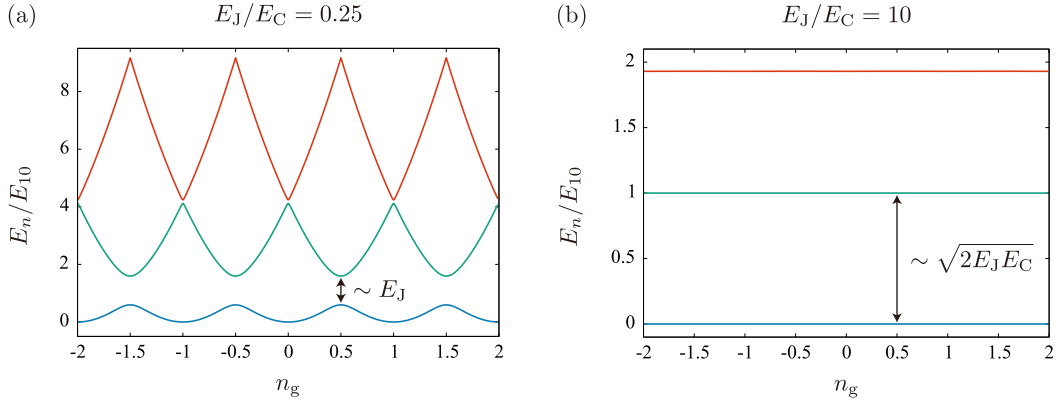 (a)
E_J/E_C = 0.25
E_n/E_10
8
6
4
2
0
∼ E_J
-2 -1.5 -1 -0.5 0 0.5 1 1.5 2
n_g
(b)
E_J/E_C = 10
E_n/E_10
2
1.5
1
0.5
0
∼ √2E_JE_C
-2 -1.5 -1 -0.5 0 0.5 1 1.5 2
n_g